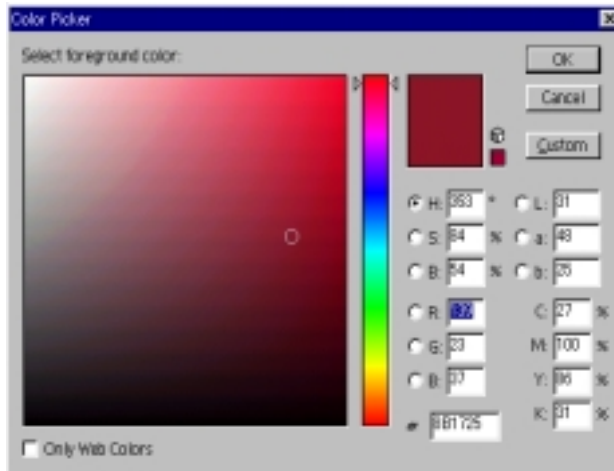 Color Picker
Select foreground color:
OK
Cancel
Custom
H: 353 °
S: 84 %
B: 54 %
R:
G: 23
B: 37
# 8B1725
L: 31
a: 48
b: 25
C: 27 %
M: 100 %
Y: 86 %
K: 31 %
Only Web Colors